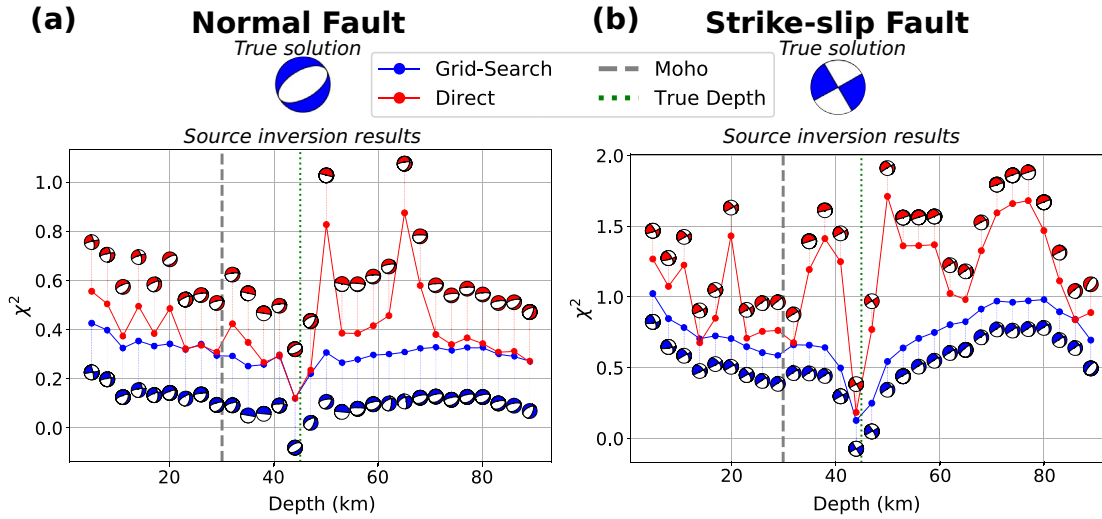 (a)
Normal Fault
True solution
(b)
Strike-slip Fault
True solution
Grid-Search
Direct
Moho
True Depth
Source inversion results
1.0
0.8
0.6
0.4
0.2
0.0
χ²
20
40
60
80
Depth (km)
Source inversion results
2.0
1.5
1.0
0.5
0.0
χ²
20
40
60
80
Depth (km)